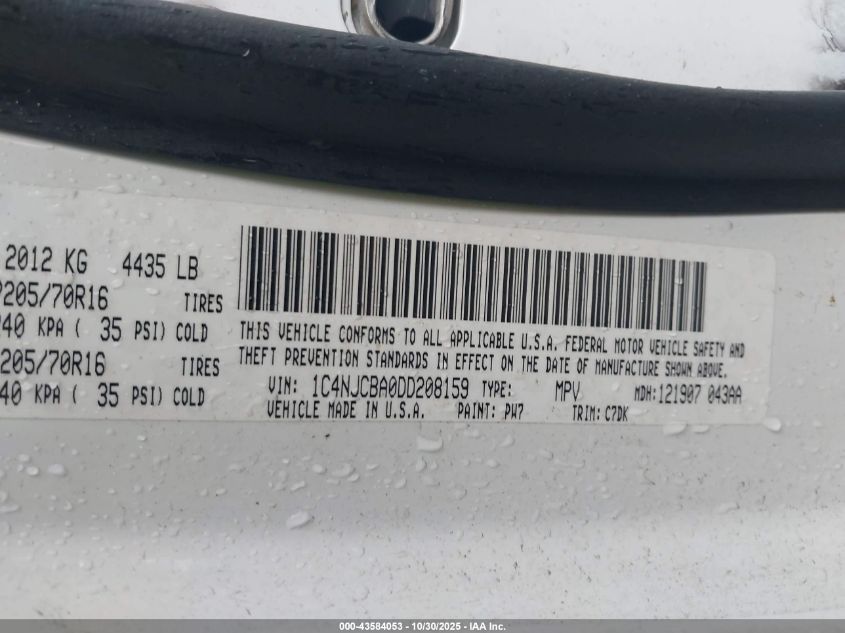 2012 KG 4435 LB
205/70R16 TIRES
40 KPA ( 35 PSI) COLD
205/70R16 TIRES
40 KPA ( 35 PSI) COLD
THIS VEHICLE CONFORMS TO ALL APPLICABLE U.S.A. FEDERAL MOTOR VEHICLE SAFETY AND
THEFT PREVENTION STANDARDS IN EFFECT ON THE DATE OF MANUFACTURE SHOWN ABOVE.
VIN: 1C4NJCBA0DD208159 TYPE: MPV MDH:121907 043AA
VEHICLE MADE IN U.S.A. PAINT: PW7 TRIM: C7DK
000-43584053 - 10/30/2025 - IAA Inc.